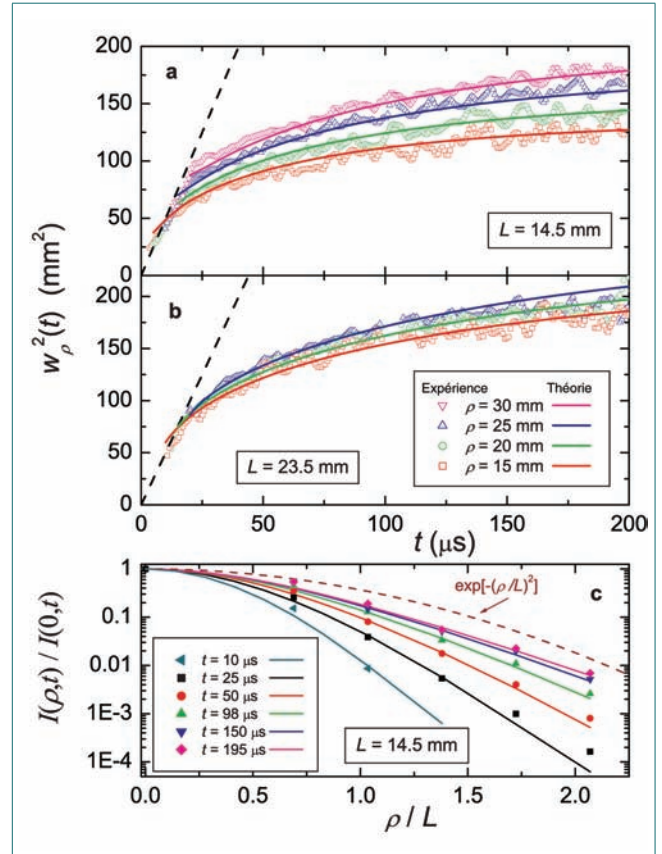 a
200
150
100
50
0
L = 14.5 mm
b
200
150
100
50
0
L = 23.5 mm
Expérience Théorie
ρ = 30 mm
ρ = 25 mm
ρ = 20 mm
ρ = 15 mm
w²ρ(t) (mm²)
50 100 150 200
t (μs)
c
1
0.1
0.01
1E-3
1E-4
exp[-(ρ/L)²]
t = 10 μs
t = 25 μs
t = 50 μs
t = 98 μs
t = 150 μs
t = 195 μs
L = 14.5 mm
I(ρ,t) / I(0,t)
0.0 0.5 1.0 1.5 2.0
ρ / L